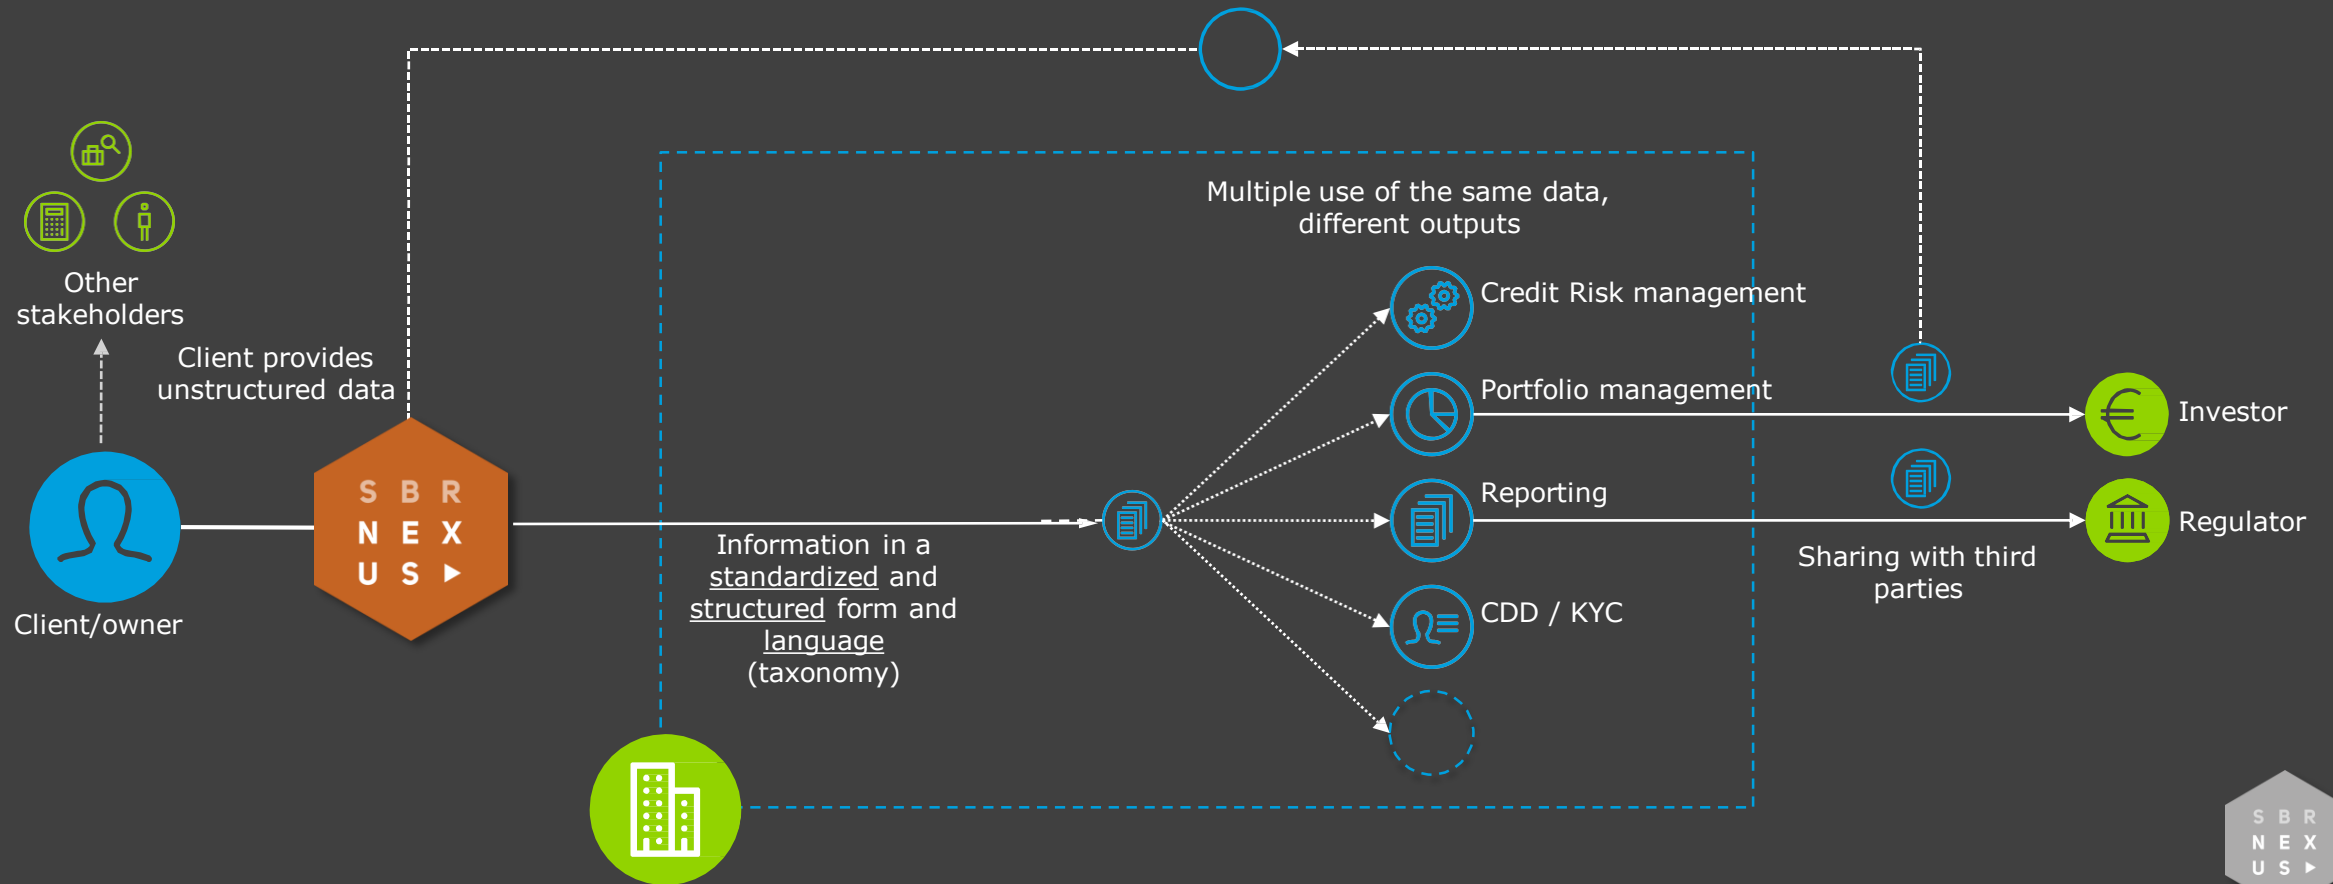 Multiple use of the same data,
different outputs
Other
stakeholders
Client provides
unstructured data
Client/owner
S B R
N E X
U S
Information in a
standardized and
structured form and
language
(taxonomy)
Credit Risk management
Portfolio management
Reporting
CDD / KYC
Investor
Regulator
Sharing with third
parties
S B R
N E X
U S